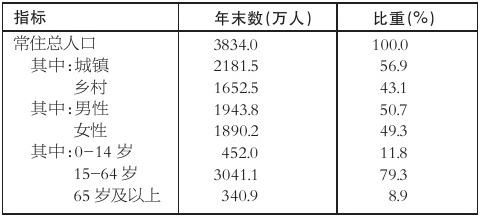 指标 年末数(万人) 比重(%)
常住总人口 3834.0 100.0
其中:城镇 2181.5 56.9
乡村 1652.5 43.1
其中:男性 1943.8 50.7
女性 1890.2 49.3
其中:0-14 岁 452.0 11.8
15-64 岁 3041.1 79.3
65 岁及以上 340.9 8.9